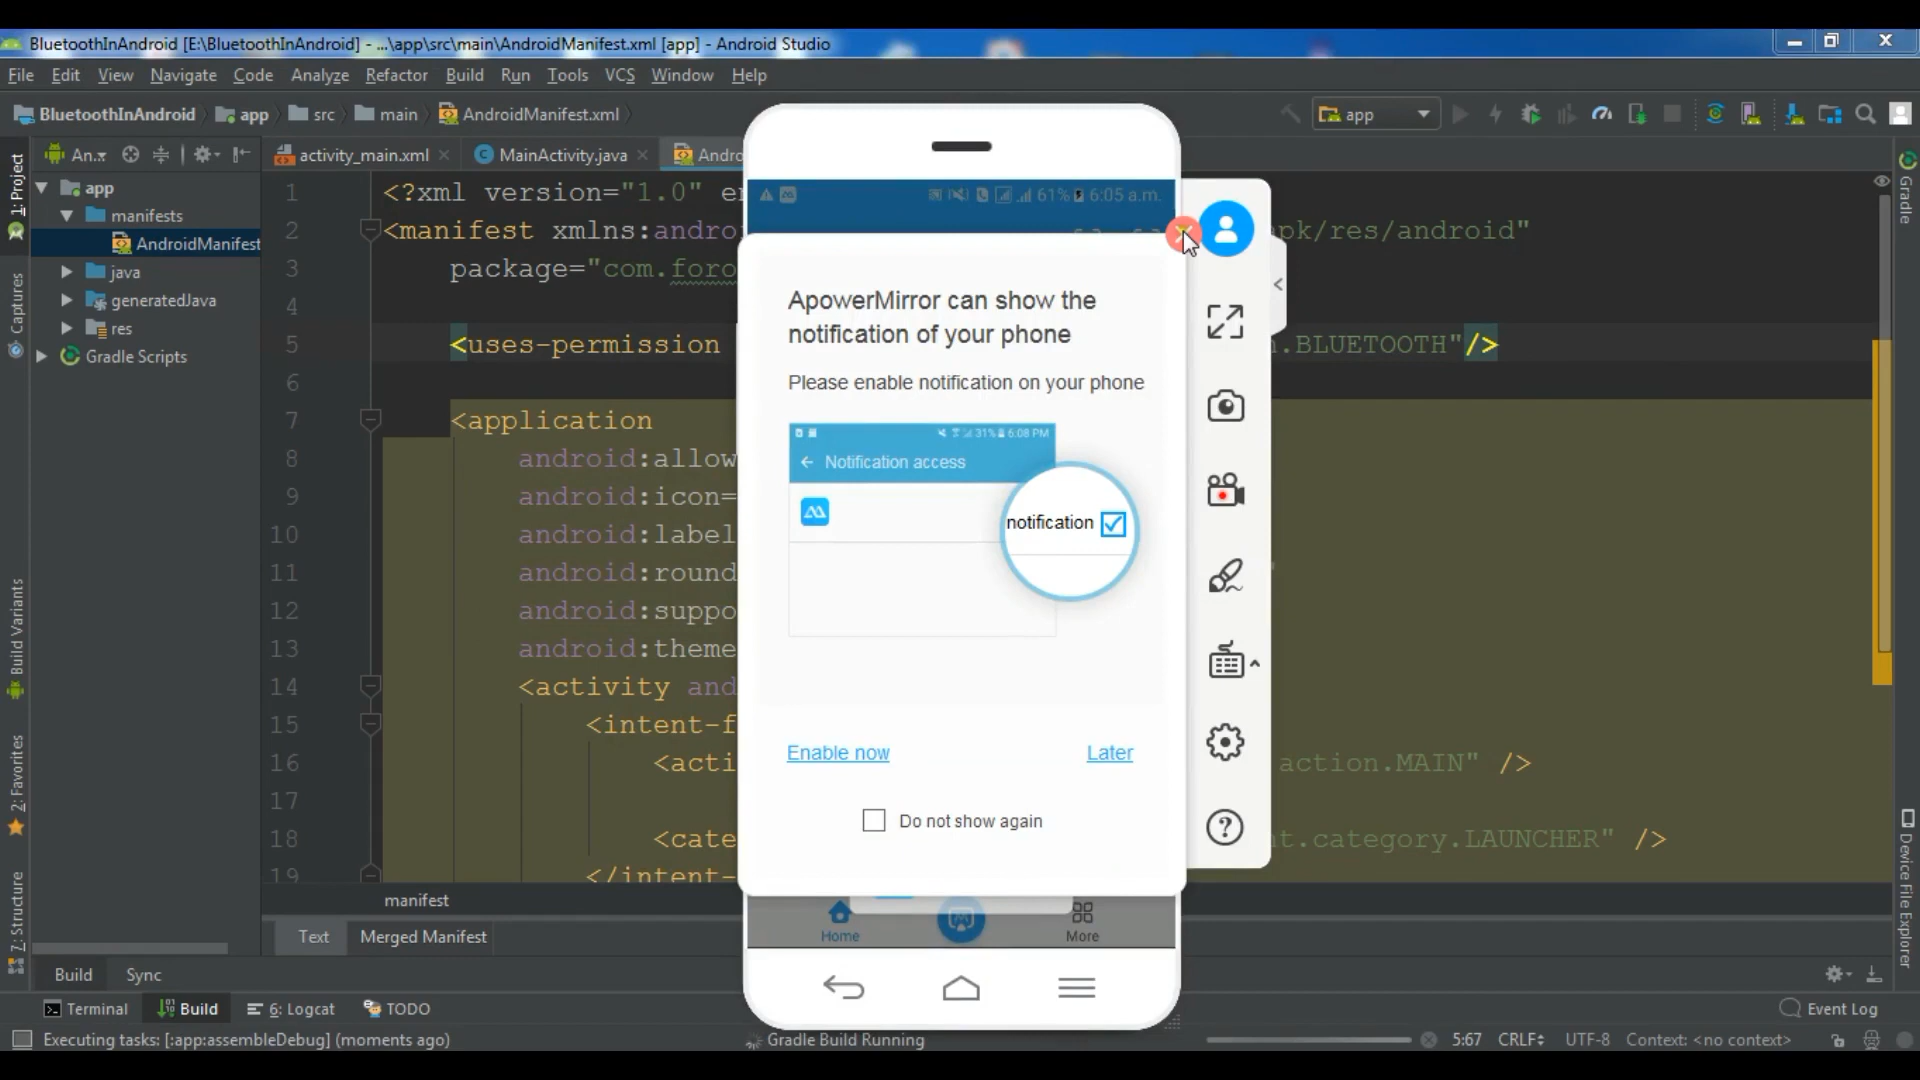 BluetoothInAndroid [E:\BluetoothInAndroid] - ...\app\src\main\AndroidManifest.xml [app] - Android Studio
File Edit View Navigate Code Analyze Refactor Build Run Tools VCS Window Help
BluetoothInAndroid app src main AndroidManifest.xml
app
An..
activity_main.xml
MainActivity.java
Andro
1: Project
Captures
Build Variants
2: Favorites
7: Structure
app
manifests
AndroidManifest
java
generatedJava
res
Gradle Scripts
1 <?xml version="1.0" en
2 <manifest xmlns:andro pk/res/android"
3 package="com.foro
4
5 <uses-permission .BLUETOOTH"/>
6
7 <application
8 android:allow
9 android:icon=
10 android:label
11 android:round
12 android:suppo
13 android:theme
14 <activity and
15 <intent-f
16 <acti action.MAIN" />
17
18 <cate t.category.LAUNCHER" />
19 </intent-
61% 6:05 a.m.
ApowerMirror can show the
notification of your phone
Please enable notification on your phone
31% 6:08 PM
Notification access
notification
Enable now
Later
Do not show again
Home
More
Gradle
Device File Explorer
manifest
Text
Merged Manifest
Build
Sync
Terminal
Build
6: Logcat
TODO
Event Log
Executing tasks: [:app:assembleDebug] (moments ago)
Gradle Build Running
5:67 CRLF UTF-8 Context: <no context>